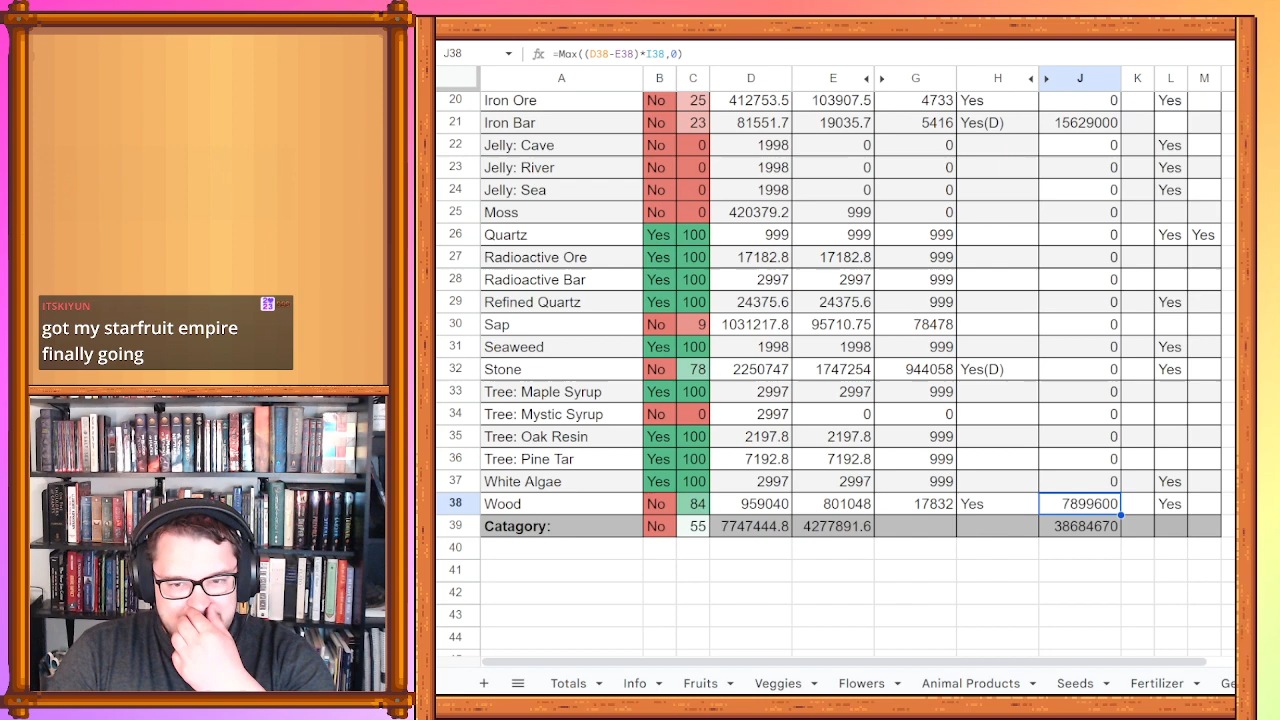 J38 fx =Max((D38-E38)*I38,0)
A B C D E G H J K L M
20 Iron Ore No 25 412753.5 103907.5 4733 Yes 0 Yes
21 Iron Bar No 23 81551.7 19035.7 5416 Yes(D) 15629000
22 Jelly: Cave No 0 1998 0 0 0 Yes
23 Jelly: River No 0 1998 0 0 0 Yes
24 Jelly: Sea No 0 1998 0 0 0 Yes
25 Moss No 0 420379.2 999 0 0
26 Quartz Yes 100 999 999 999 0 Yes Yes
27 Radioactive Ore Yes 100 17182.8 17182.8 999 0
28 Radioactive Bar Yes 100 2997 2997 999 0
29 Refined Quartz Yes 100 24375.6 24375.6 999 0 Yes
30 Sap No 9 1031217.8 95710.75 78478 0
31 Seaweed Yes 100 1998 1998 999 0 Yes
32 Stone No 78 2250747 1747254 944058 Yes(D) 0 Yes
33 Tree: Maple Syrup Yes 100 2997 2997 999 0
34 Tree: Mystic Syrup No 0 2997 0 0 0
35 Tree: Oak Resin Yes 100 2197.8 2197.8 999 0
36 Tree: Pine Tar Yes 100 7192.8 7192.8 999 0
37 White Algae Yes 100 2997 2997 999 0 Yes
38 Wood No 84 959040 801048 17832 Yes 7899600 Yes
39 Catagory: No 55 7747444.8 4277891.6 38684670
40
41
42
43
44
+ Totals Info Fruits Veggies Flowers Animal Products Seeds Fertilizer Ge
ITSKIYUN
got my starfruit empire
finally going